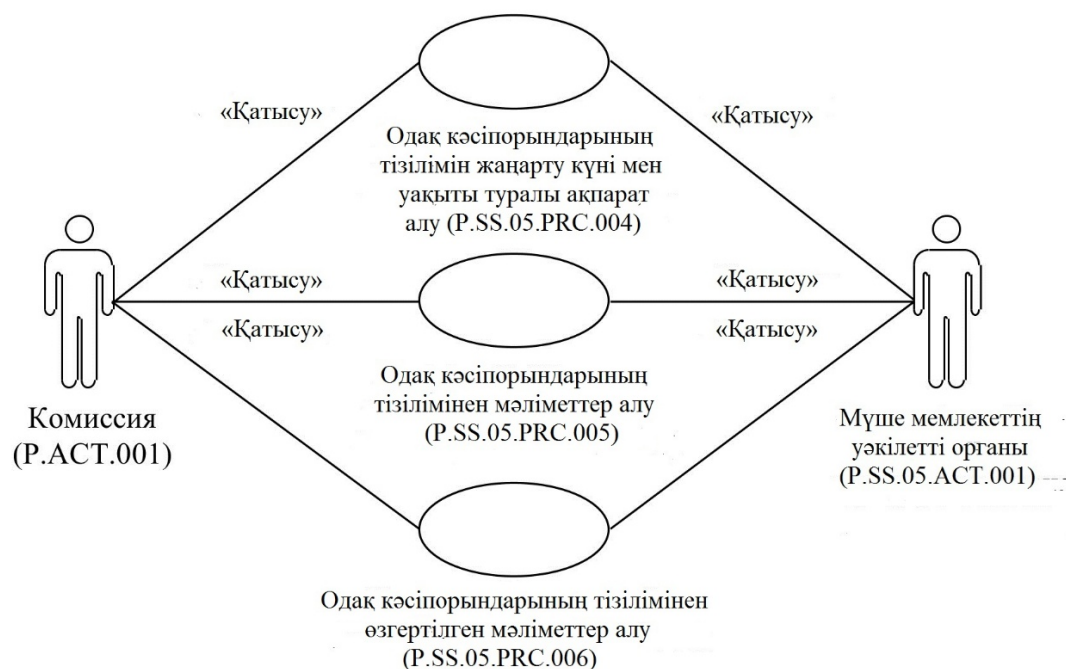 «Қатысу»
«Қатысу»
Одақ кәсіпорындарының
тізілімін жаңарту күні мен
уақыты туралы ақпарат
алу (P.SS.05.PRC.004)
«Қатысу»
«Қатысу»
«Қатысу»
«Қатысу»
Одақ кәсіпорындарының
тізілімінен мәліметтер алу
(P.SS.05.PRC.005)
Комиссия
(P.ACT.001)
Мүше мемлекеттің
уәкілетті органы
(P.SS.05.ACT.001)
Одақ кәсіпорындарының тізілімінен
өзгертілген мәліметтер алу
(P.SS.05.PRC.006)